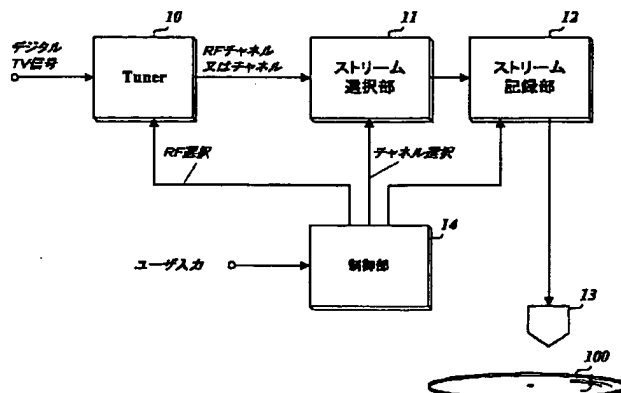 10
11
12
デジタル
TV信号
Tuner
RFチャネル
又はチャネル
ストリーム
選択部
ストリーム
記録部
RF選択
チャネル選択
14
ユーザ入力
制御部
13
100